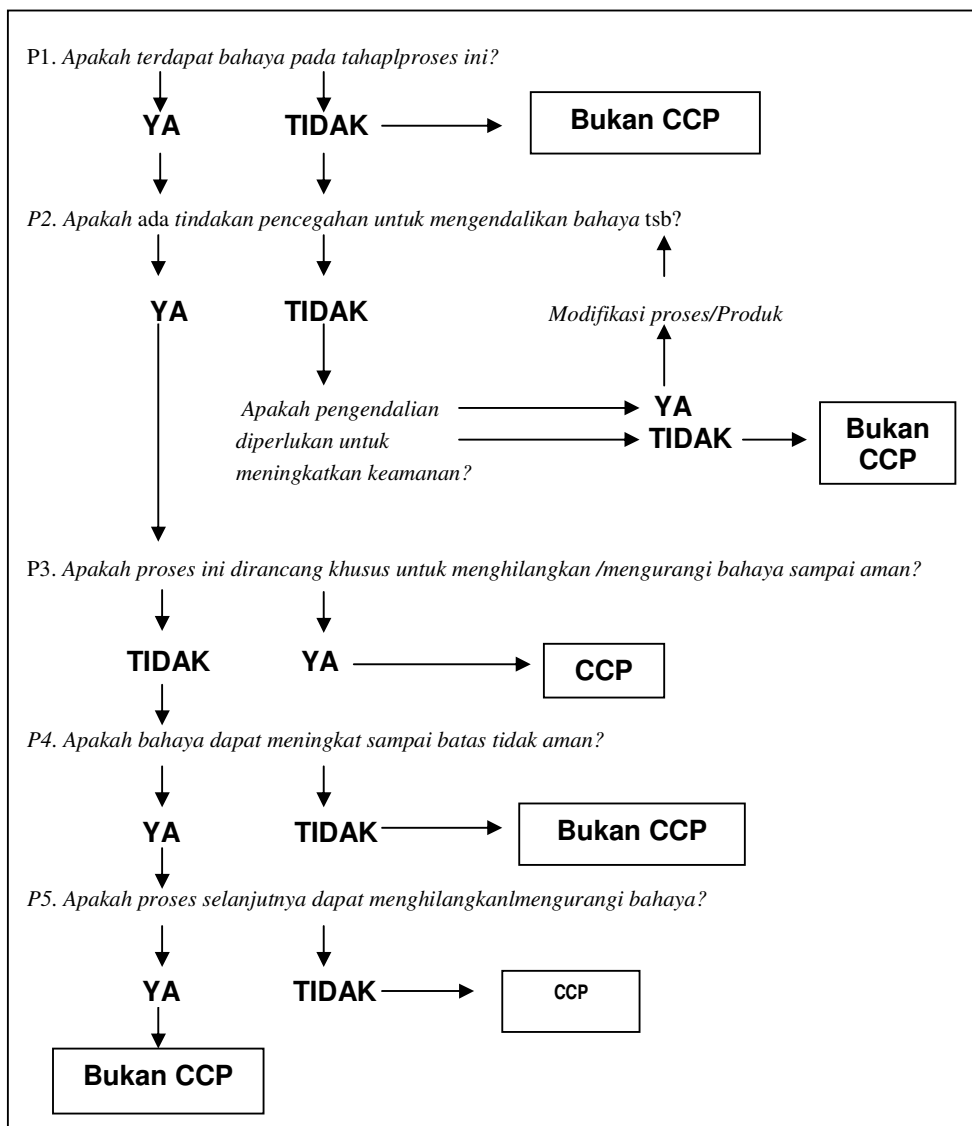 P1. Apakah terdapat bahaya pada tahaplproses ini?
YA TIDAK Bukan CCP
P2. Apakah ada tindakan pencegahan untuk mengendalikan bahaya tsb?
YA TIDAK Modifikasi proses/Produk
Apakah pengendalian
diperlukan untuk
meningkatkan keamanan?
YA
TIDAK
Bukan
CCP
P3. Apakah proses ini dirancang khusus untuk menghilangkan /mengurangi bahaya sampai aman?
TIDAK YA CCP
P4. Apakah bahaya dapat meningkat sampai batas tidak aman?
YA TIDAK Bukan CCP
P5. Apakah proses selanjutnya dapat menghilangkanlmengurangi bahaya?
YA TIDAK CCP
Bukan CCP